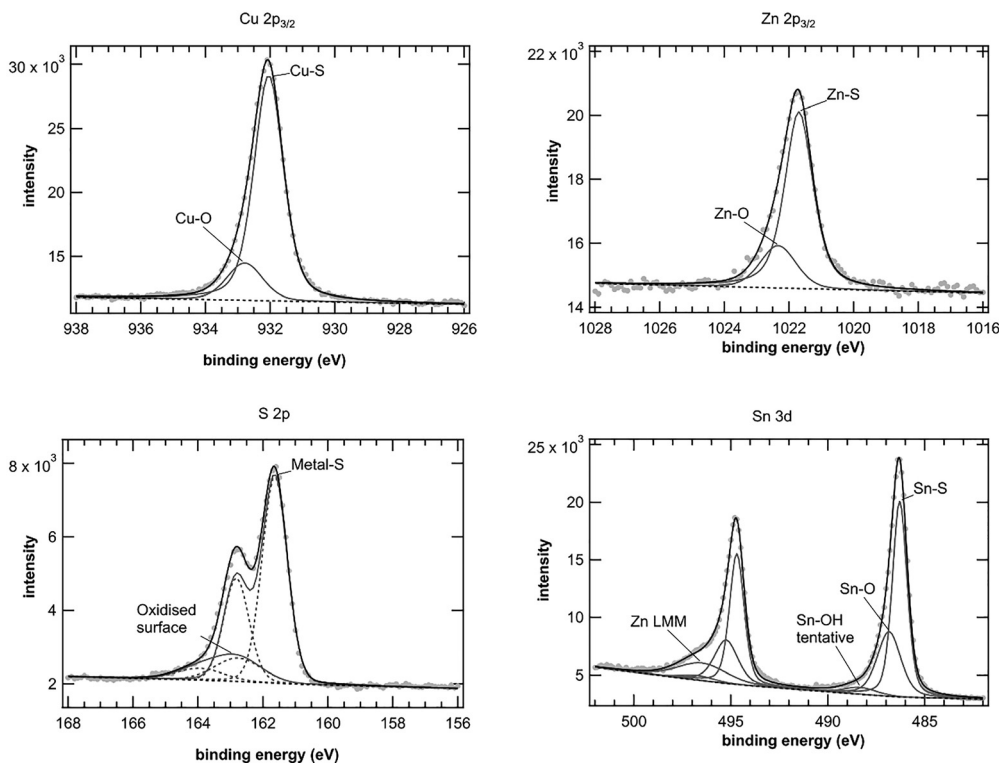 Cu 2p3/2
30 x 10³
25
20
15
intensity
Cu-S
Cu-O
938
936
934
932
930
928
926
binding energy (eV)
Zn 2p3/2
22 x 10³
20
18
16
14
intensity
Zn-S
Zn-O
1028
1026
1024
1022
1020
1018
1016
binding energy (eV)
S 2p
8 x 10³
6
4
2
intensity
Metal-S
Oxidised
surface
168
166
164
162
160
158
156
binding energy (eV)
Sn 3d
25 x 10³
20
15
10
5
intensity
Sn-S
Sn-O
Sn-OH
tentative
Zn LMM
500
495
490
485
binding energy (eV)